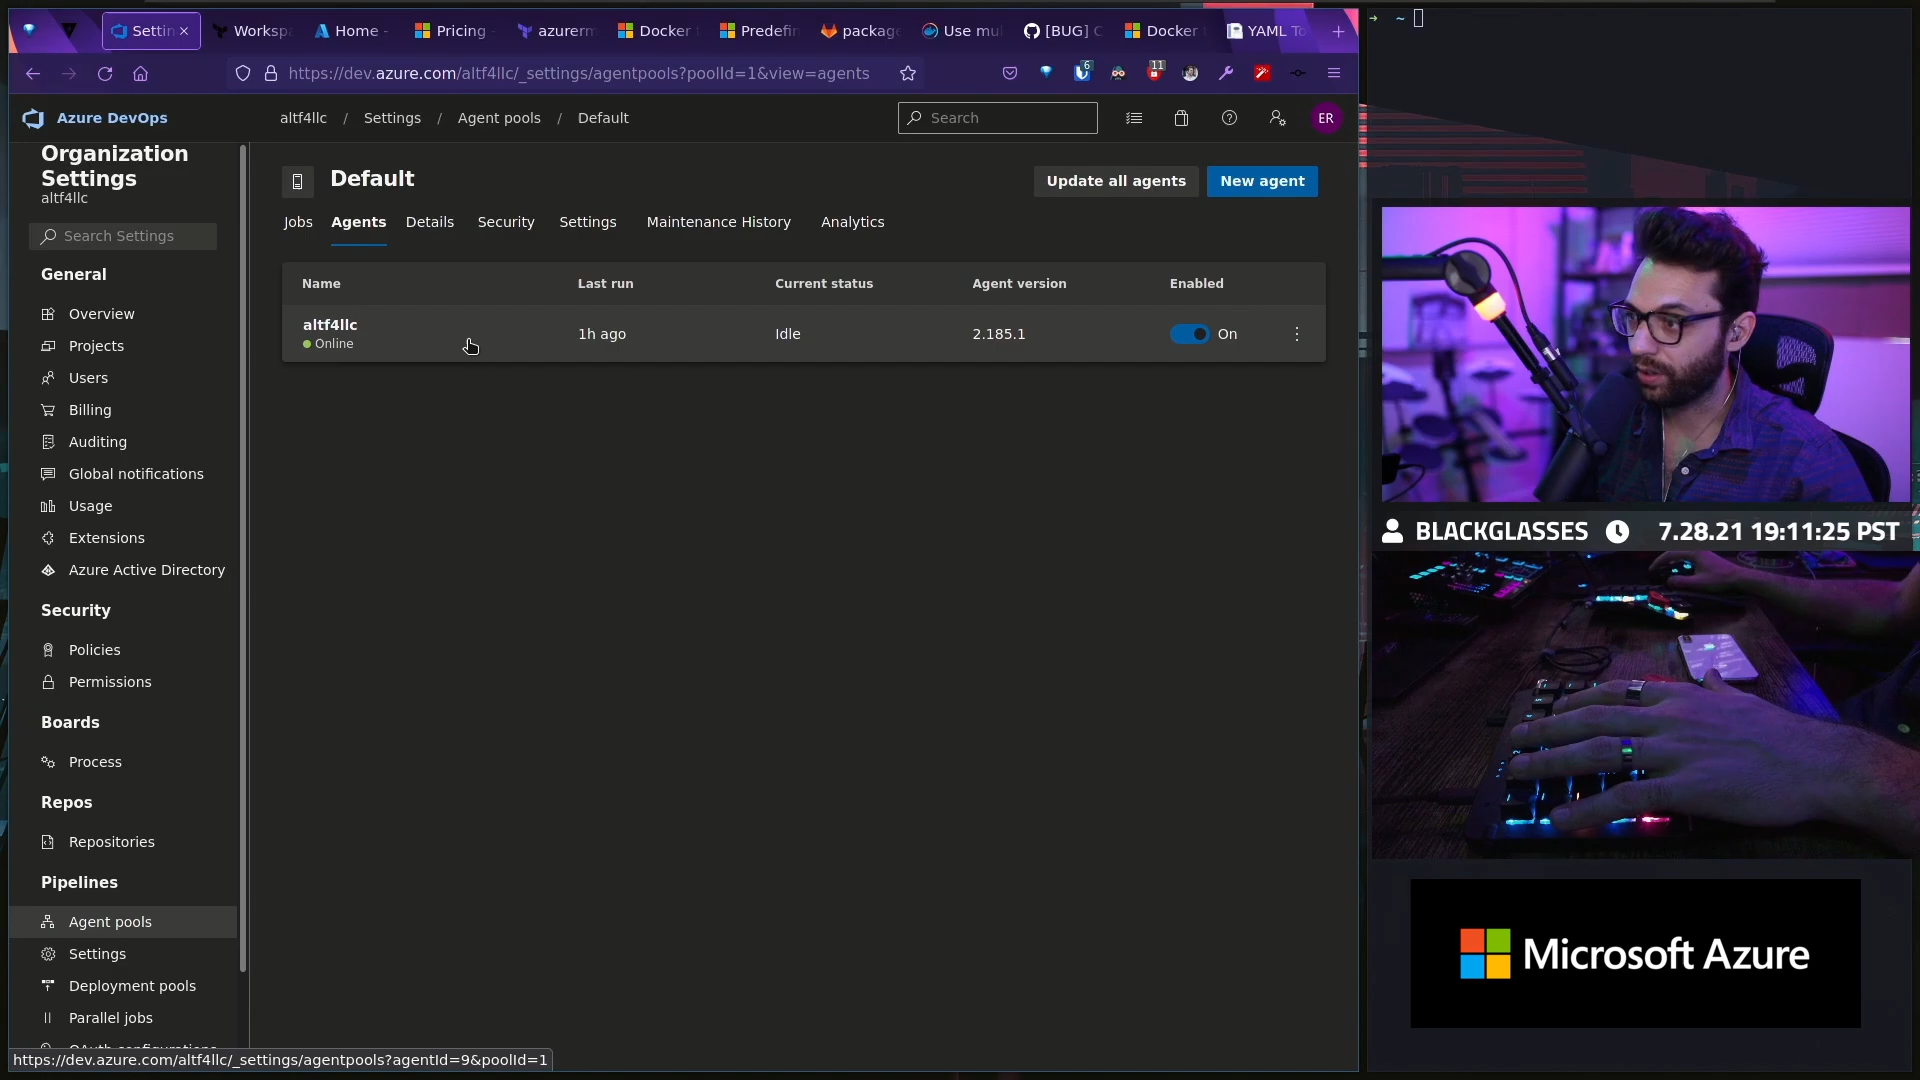 Settin
Worksp
Home -
Pricing -
azurerm
Docker
Predefin
package
Use mul
[BUG] C
Docker
YAML To
https://dev.azure.com/altf4llc/_settings/agentpools?poolId=1&view=agents
6
11
Azure DevOps
altf4llc / Settings / Agent pools / Default
Search
ER
Organization
Settings
altf4llc
Search Settings
General
Overview
Projects
Users
Billing
Auditing
Global notifications
Usage
Extensions
Azure Active Directory
Security
Policies
Permissions
Boards
Process
Repos
Repositories
Pipelines
Agent pools
Settings
Deployment pools
Parallel jobs
OAuth configurations
https://dev.azure.com/altf4llc/_settings/agentpools?agentId=9&poolId=1
Default
Update all agents
New agent
Jobs Agents Details Security Settings Maintenance History Analytics
Name Last run Current status Agent version Enabled
altf4llc
Online
1h ago Idle 2.185.1 On
~
BLACKGLASSES 7.28.21 19:11:25 PST
Microsoft Azure